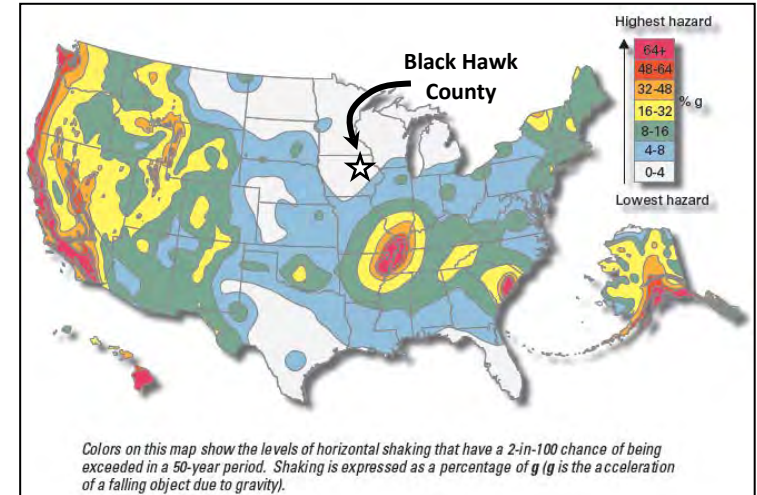 Highest hazard
Black Hawk
County
64+
48-64
32-48
16-32
% g
8-16
4-8
0-4
Lowest hazard
Colors on this map show the levels of horizontal shaking that have a 2-in-100 chance of being
exceeded in a 50-year period. Shaking is expressed as a percentage of g (g is the acceleration
of a falling object due to gravity).